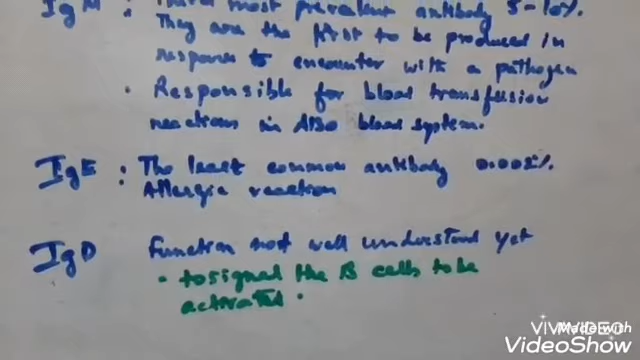 IgM : Third most prevalent antibody 5-10%.
• They are the first to be produced in
response to encounter with a pathogen
• Responsible for blood transfusion
reactions in ABO blood system.
IgE : The least common antibody 0.002%.
Allergic reaction
IgD Function not well understood yet
• to signal the B cells to be
activated •
VIVAVIDEO
Made with
VideoShow